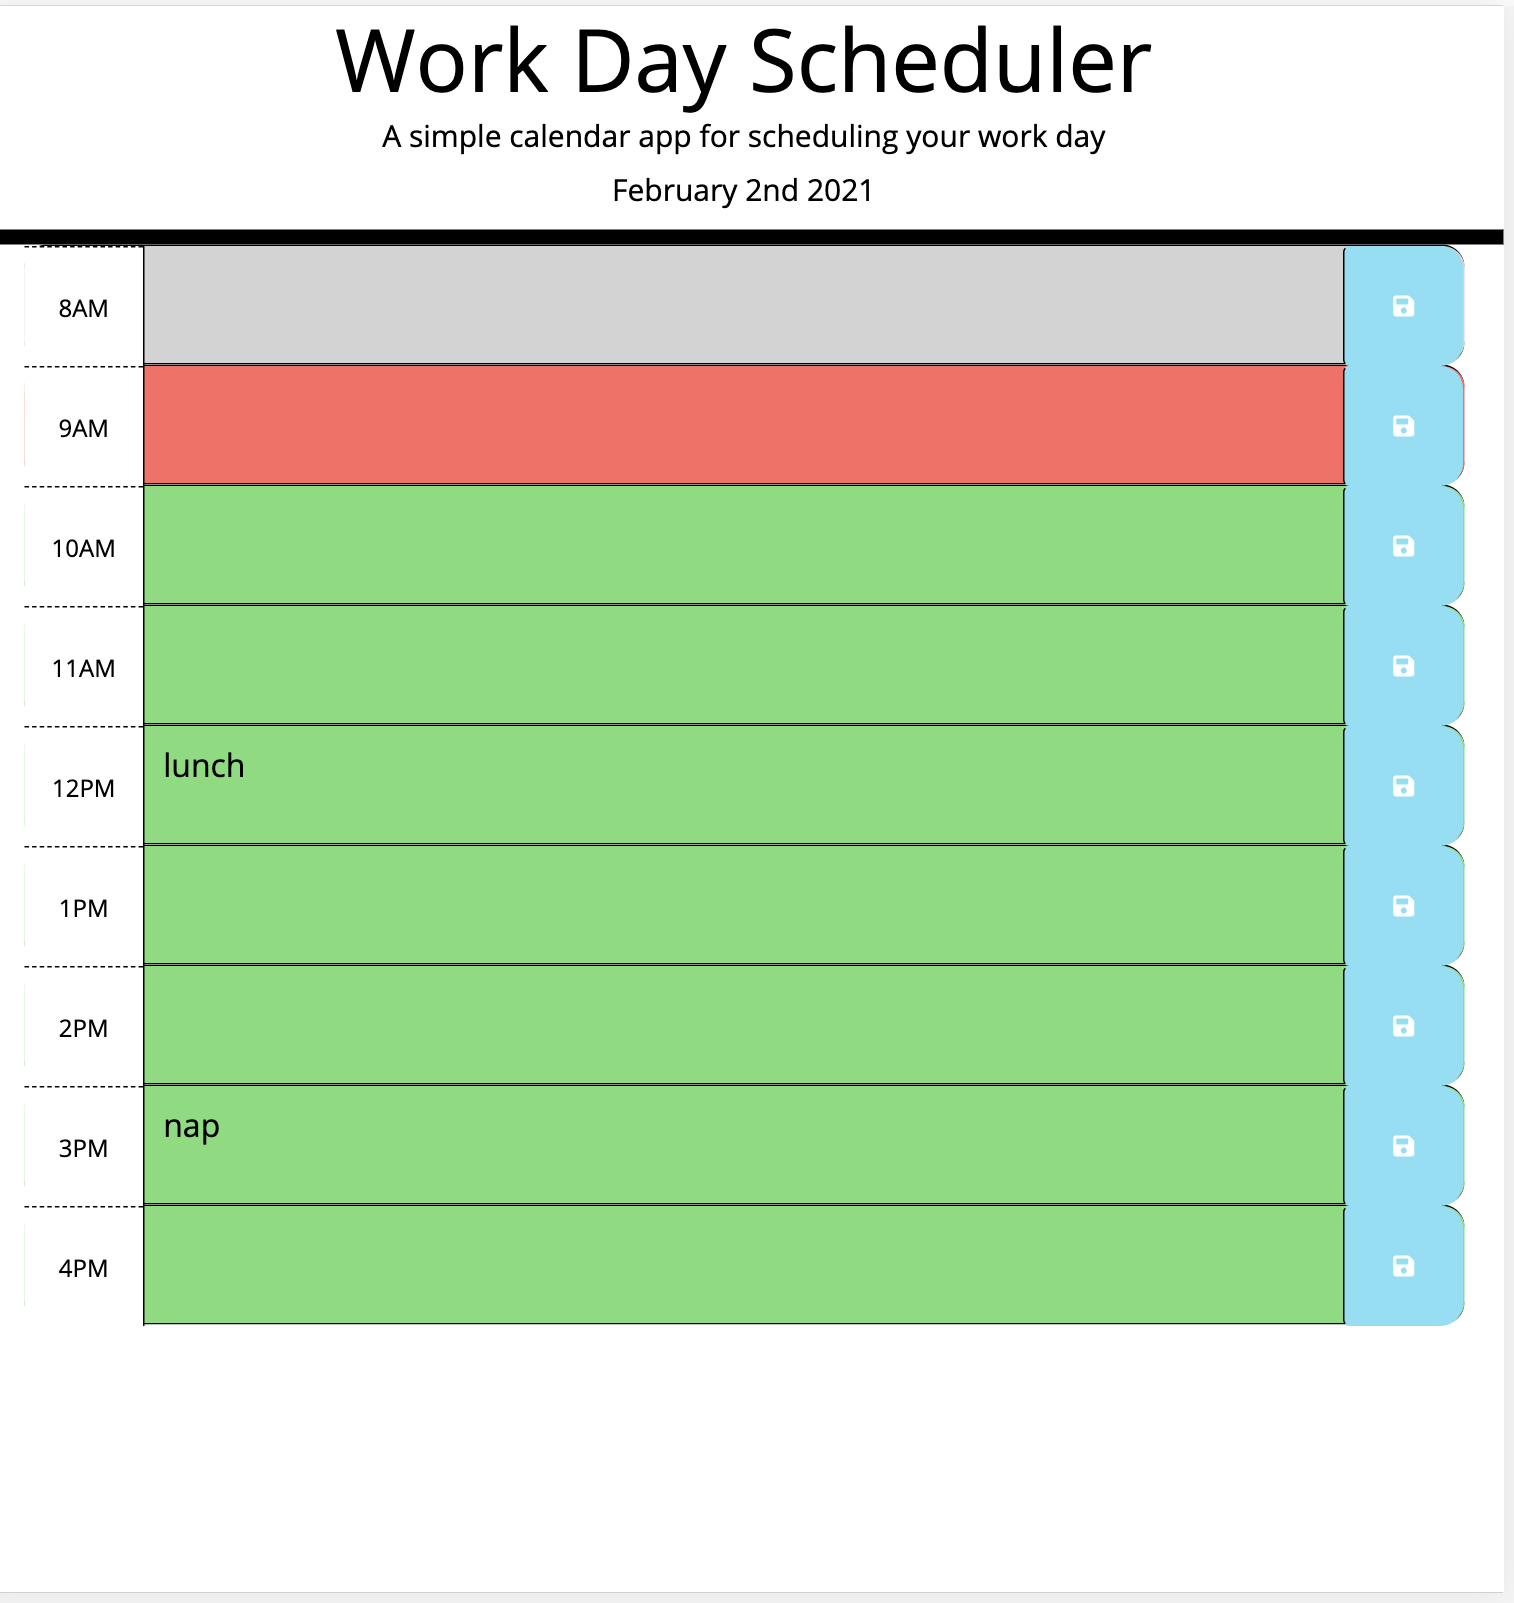 Work Day Scheduler
A simple calendar app for scheduling your work day
February 2nd 2021
8AM
9AM
10AM
11AM
12PM lunch
1PM
2PM
3PM nap
4PM